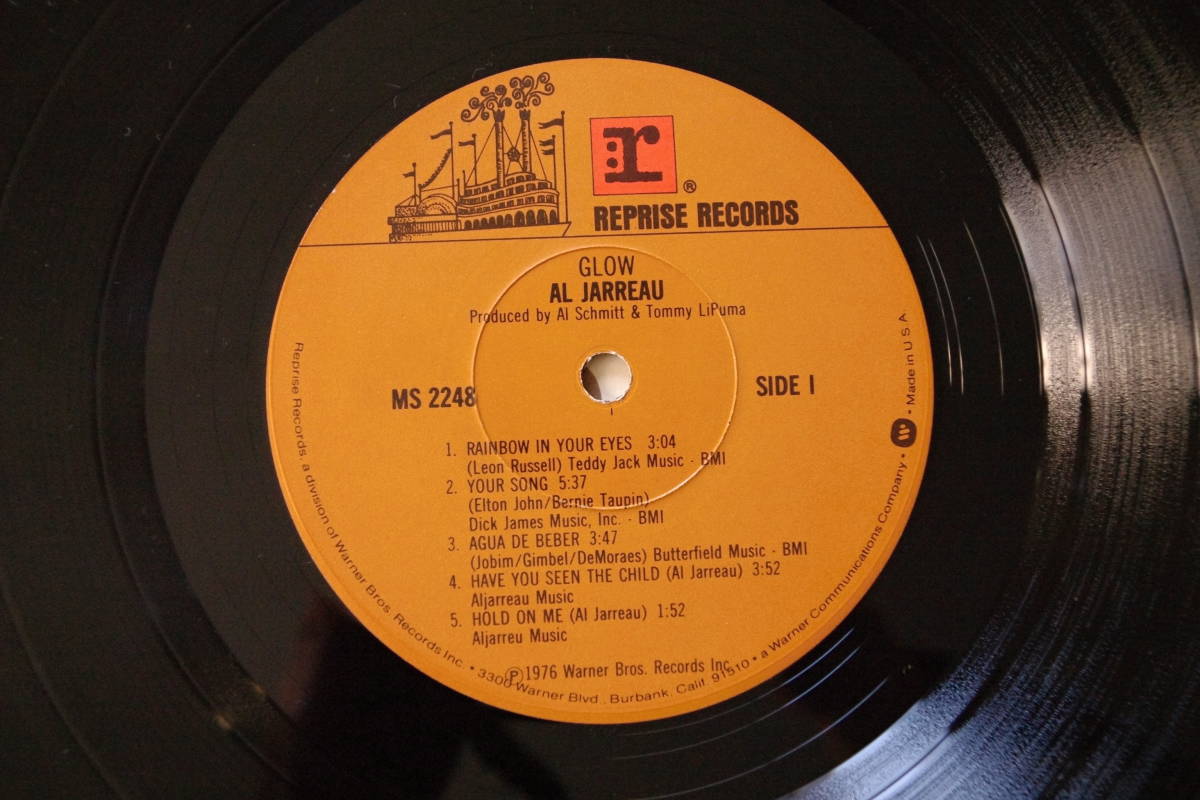 r
®
REPRISE RECORDS
GLOW
AL JARREAU
Produced by Al Schmitt & Tommy LiPuma
MS 2248
SIDE 1
1. RAINBOW IN YOUR EYES 3:04
(Leon Russell) Teddy Jack Music - BMI
2. YOUR SONG 5:37
(Elton John/Bernie Taupin)
Dick James Music, Inc. - BMI
3. AGUA DE BEBER 3:47
(Jobim/Gimbel/DeMoraes) Butterfield Music - BMI
4. HAVE YOU SEEN THE CHILD (Al Jarreau) 3:52
Aljarreau Music
5. HOLD ON ME (Al Jarreau) 1:52
Aljarreu Music
℗1976 Warner Bros. Records Inc.
Reprise Records, a division of Warner Bros. Records Inc. • 3300 Warner Blvd., Burbank, Calif. 91510 • a Warner Communications Company • W • Made in U.S.A.